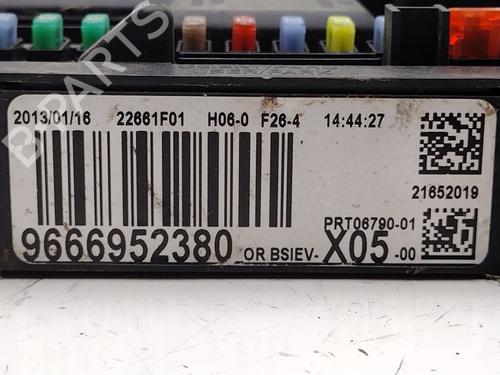 2013/01/16 22661F01 H06-0 F26-4 14:44:27
21652019
PRT06790-01
9666952380 OR BSIEV- X05 -00
B-PARTS